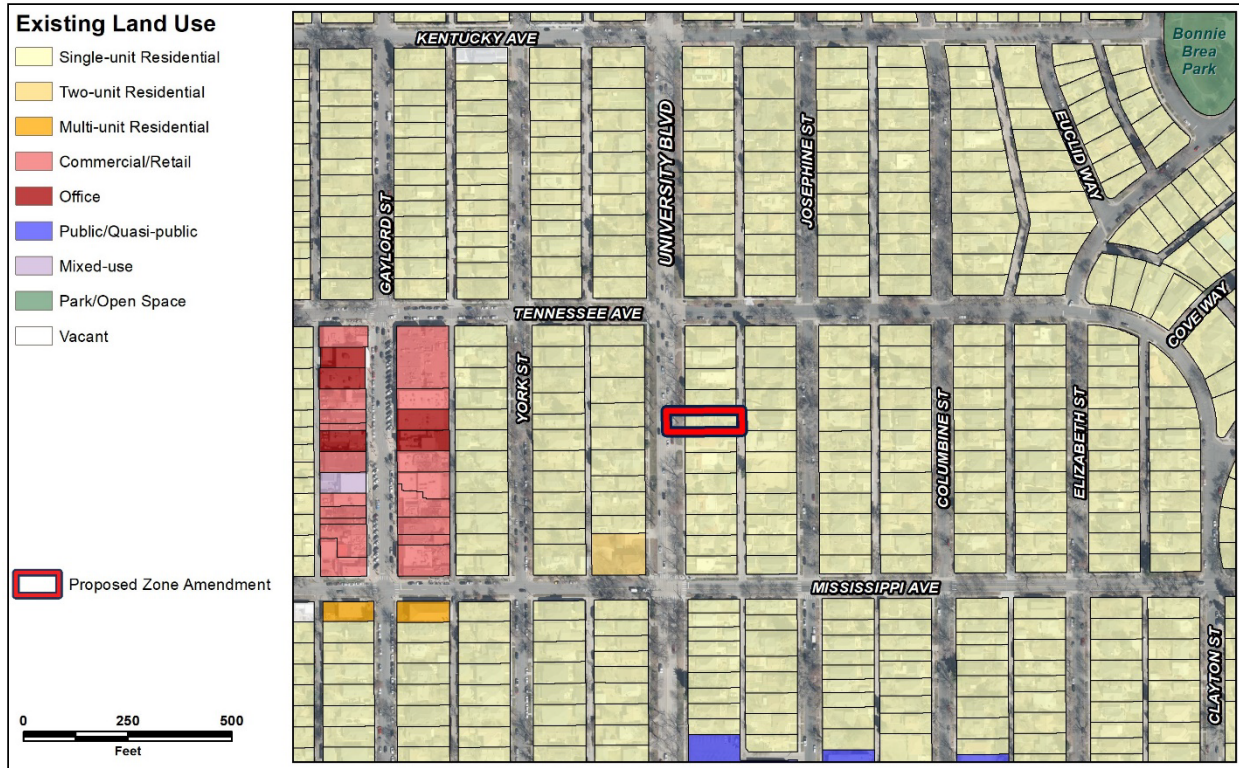 Existing Land Use
Single-unit Residential
Two-unit Residential
Multi-unit Residential
Commercial/Retail
Office
Public/Quasi-public
Mixed-use
Park/Open Space
Vacant
Proposed Zone Amendment
0 250 500
Feet
KENTUCKY AVE
Bonnie
Brea
Park
UNIVERSITY BLVD
JOSEPHINE ST
EUCLID WAY
GAYLORD ST
TENNESSEE AVE
COVE WAY
YORK ST
COLUMBINE ST
ELIZABETH ST
MISSISSIPPI AVE
CLAYTON ST